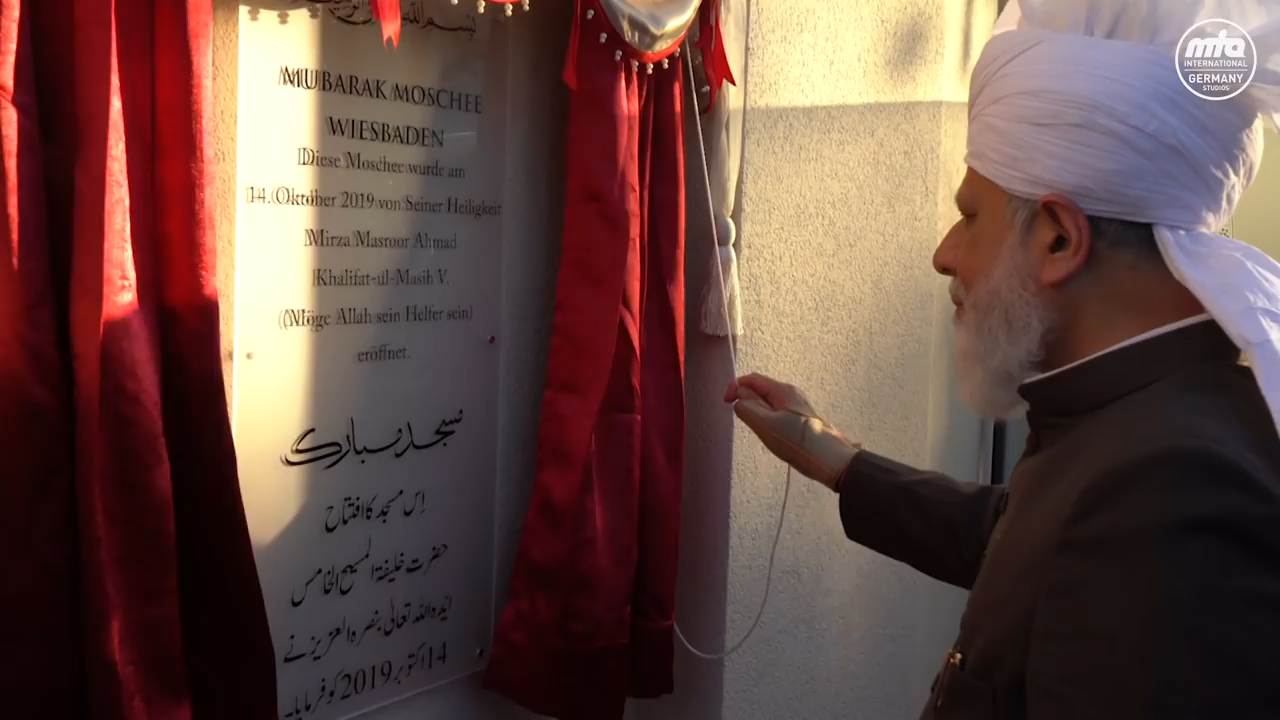 بسم اللہ
MUBARAK MOSCHEE
WIESBADEN
Diese Moschee wurde am
14. Oktober 2019 von Seiner Heiligkeit
Mirza Masroor Ahmad
Khalifat-ul-Masih V.
(Möge Allah sein Helfer sein)
eröffnet.
مسجد مبارک
اِس مسجد کا افتتاح
حضرت خلیفۃ المسیح الخامس
ایدہ اللہ تعالیٰ بنصرہ العزیز نے
14 اکتوبر 2019 کو فرمایا۔
mta
INTERNATIONAL
GERMANY
STUDIOS